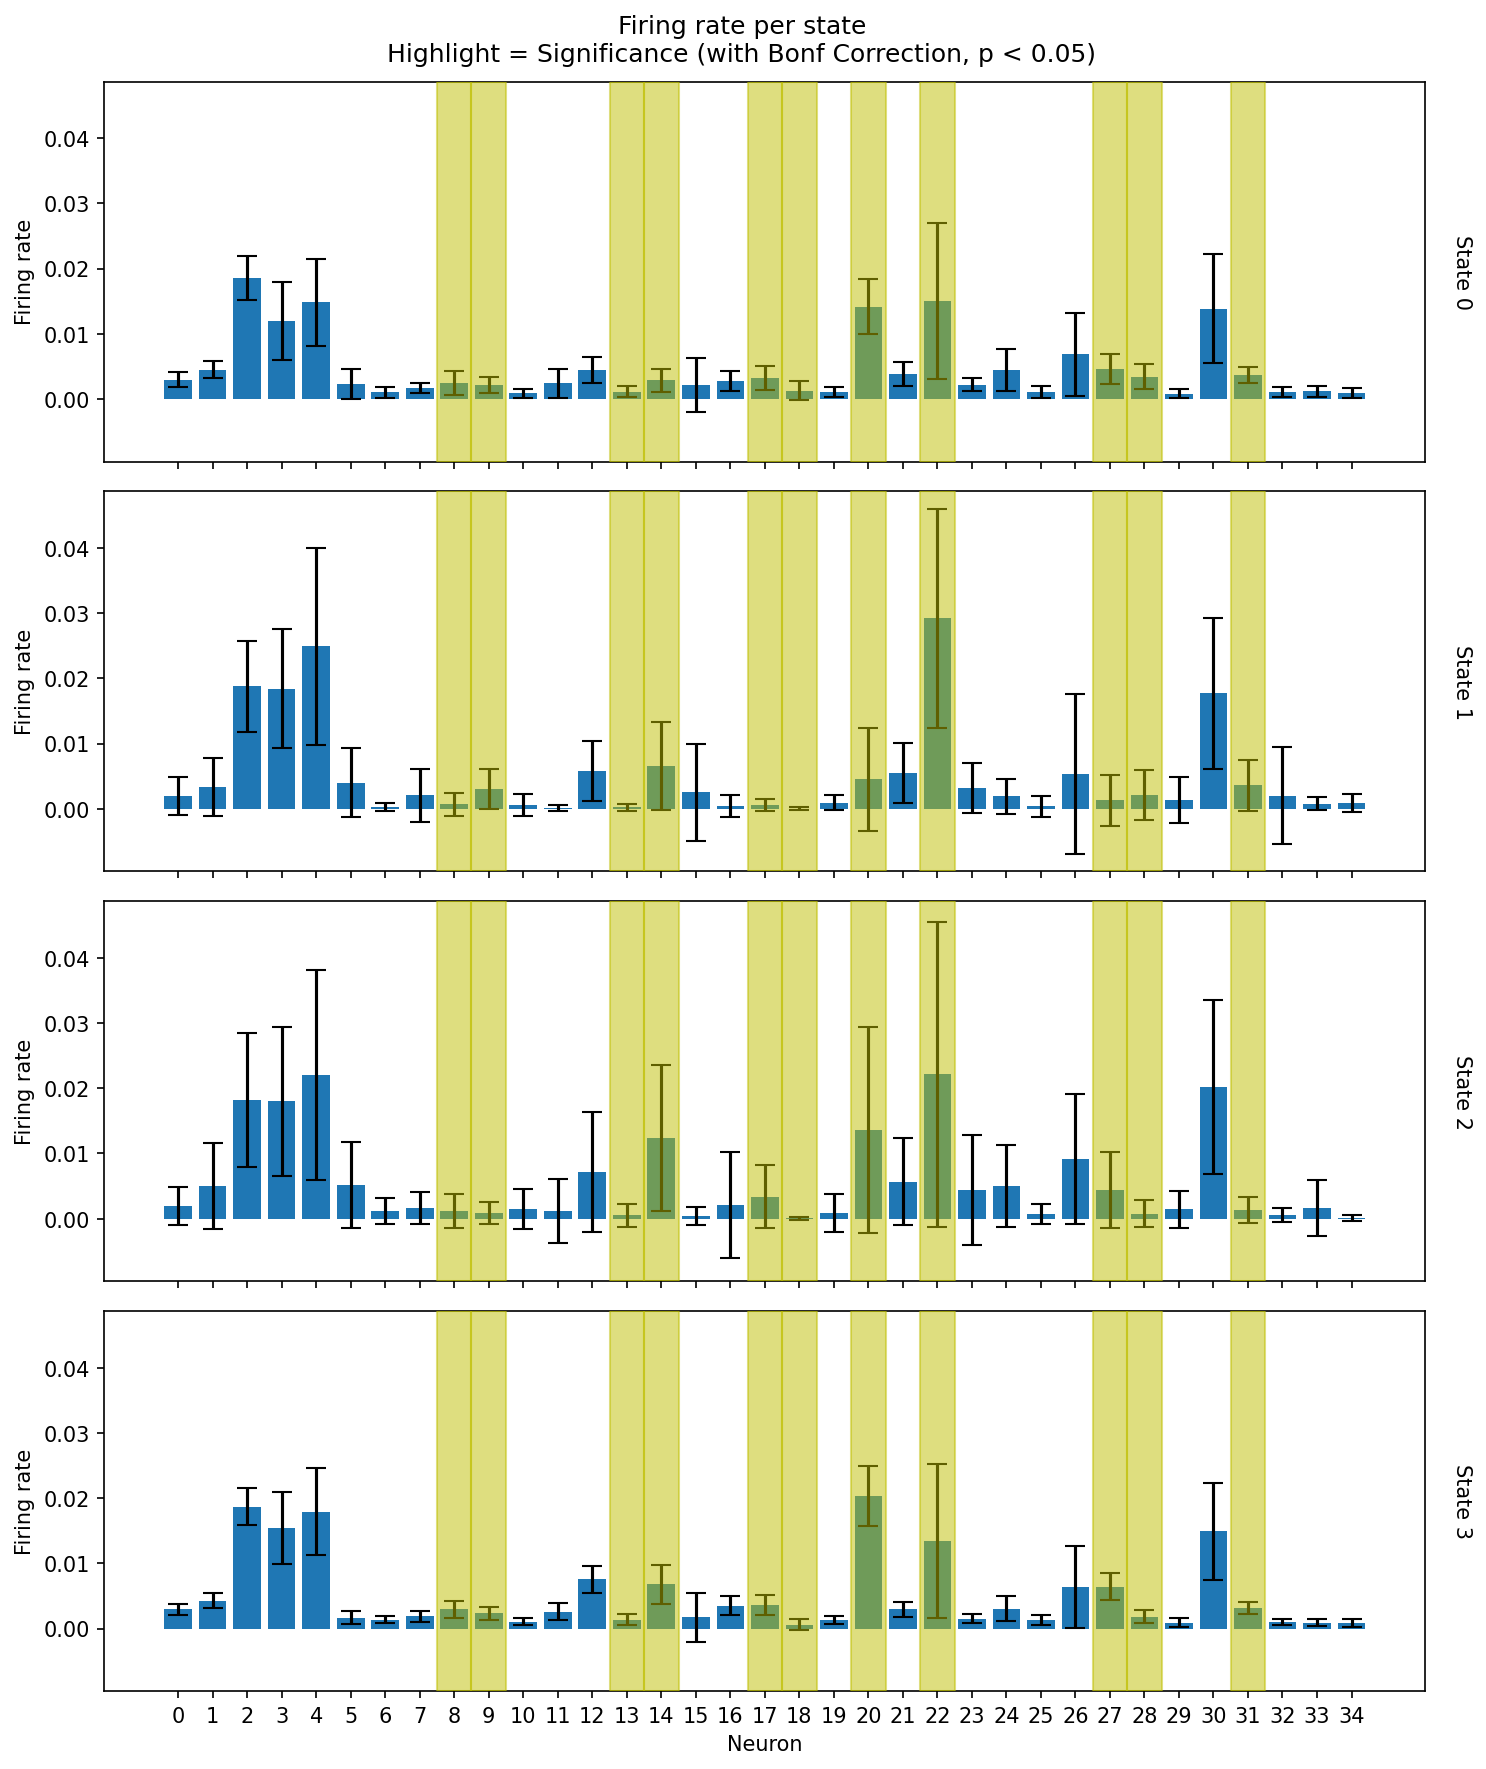 Firing rate per state
Highlight = Significance (with Bonf Correction, p < 0.05)
0.04
0.03
0.02
0.01
0.00
Firing rate
State 0
0.04
0.03
0.02
0.01
0.00
Firing rate
State 1
0.04
0.03
0.02
0.01
0.00
Firing rate
State 2
0.04
0.03
0.02
0.01
0.00
Firing rate
State 3
0 1 2 3 4 5 6 7 8 9 10 11 12 13 14 15 16 17 18 19 20 21 22 23 24 25 26 27 28 29 30 31 32 33 34
Neuron